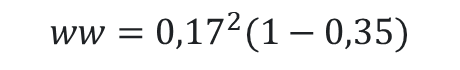 ww = 0,17²(1 − 0,35)